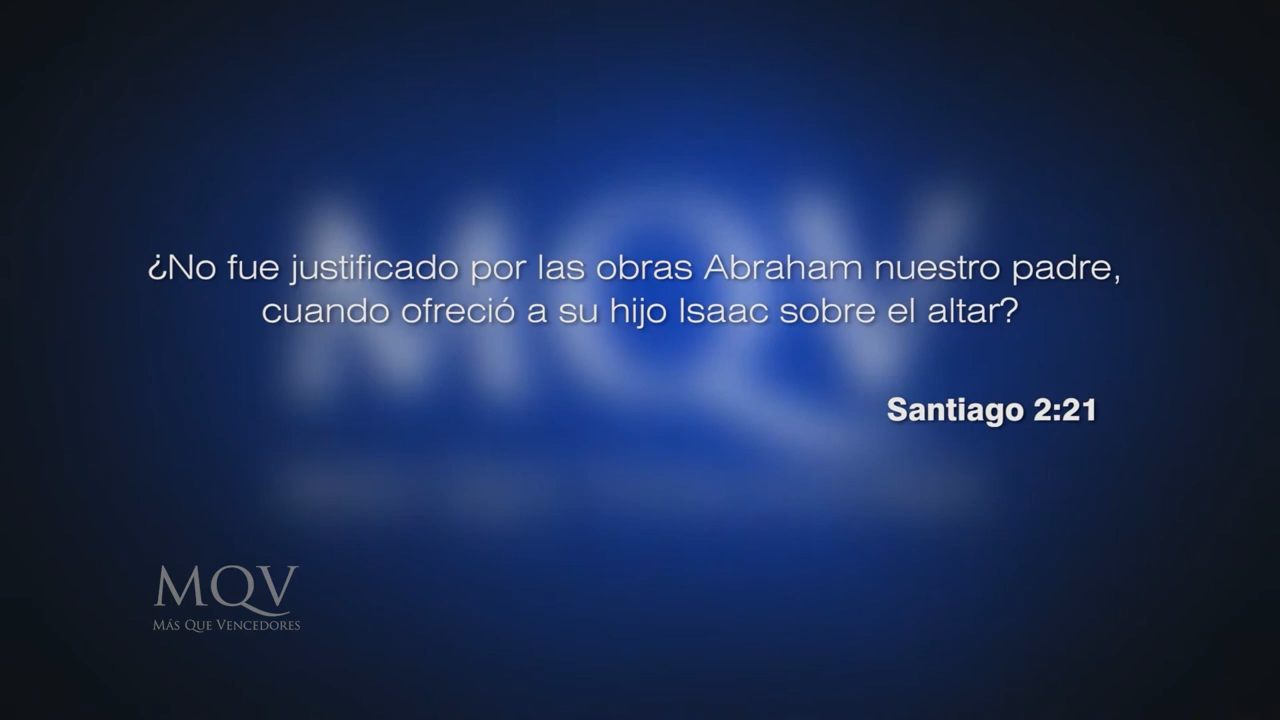 ¿No fue justificado por las obras Abraham nuestro padre,
cuando ofreció a su hijo Isaac sobre el altar?
Santiago 2:21
MQV
MÁS QUE VENCEDORES